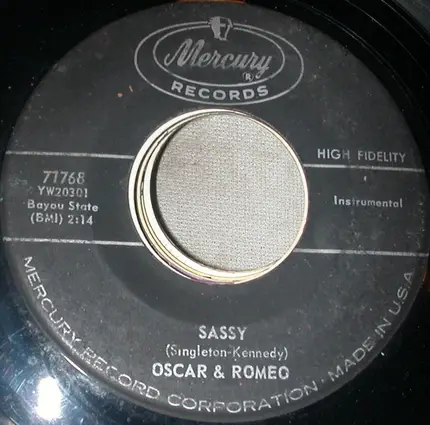 Mercury
®
RECORDS
HIGH FIDELITY
71768
YW20301
Bayou State
(BMI) 2:14
Instrumental
SASSY
(Singleton-Kennedy)
OSCAR & ROMEO
MERCURY RECORD CORPORATION · MADE IN U.S.A.